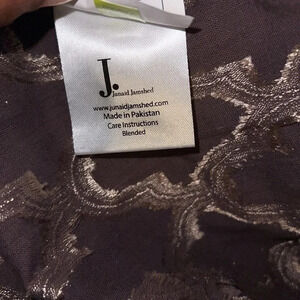 J.
Junaid Jamshed
www.junaidjamshed.com
Made in Pakistan
Care Instructions
Blended